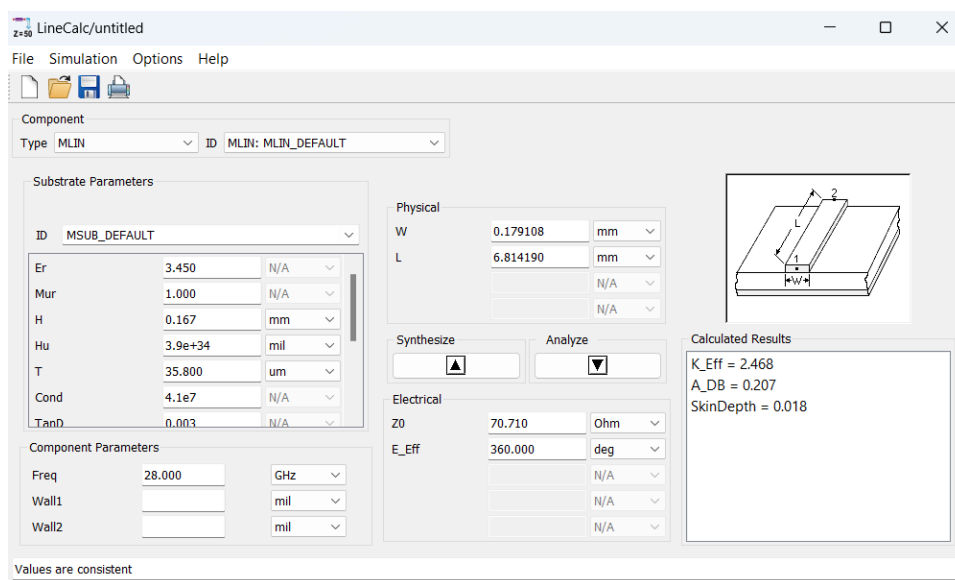 Z=50 LineCalc/untitled
File Simulation Options Help
Component
Type MLIN ID MLIN: MLIN_DEFAULT
Substrate Parameters
ID MSUB_DEFAULT
Er 3.450 N/A
Mur 1.000 N/A
H 0.167 mm
Hu 3.9e+34 mil
T 35.800 um
Cond 4.1e7 N/A
TanD 0.003 N/A
Component Parameters
Freq 28.000 GHz
Wall1 mil
Wall2 mil
Physical
W 0.179108 mm
L 6.814190 mm
N/A
N/A
Synthesize Analyze
Electrical
Z0 70.710 Ohm
E_Eff 360.000 deg
N/A
N/A
N/A
2
L
1
W
Calculated Results
K_Eff = 2.468
A_DB = 0.207
SkinDepth = 0.018
Values are consistent